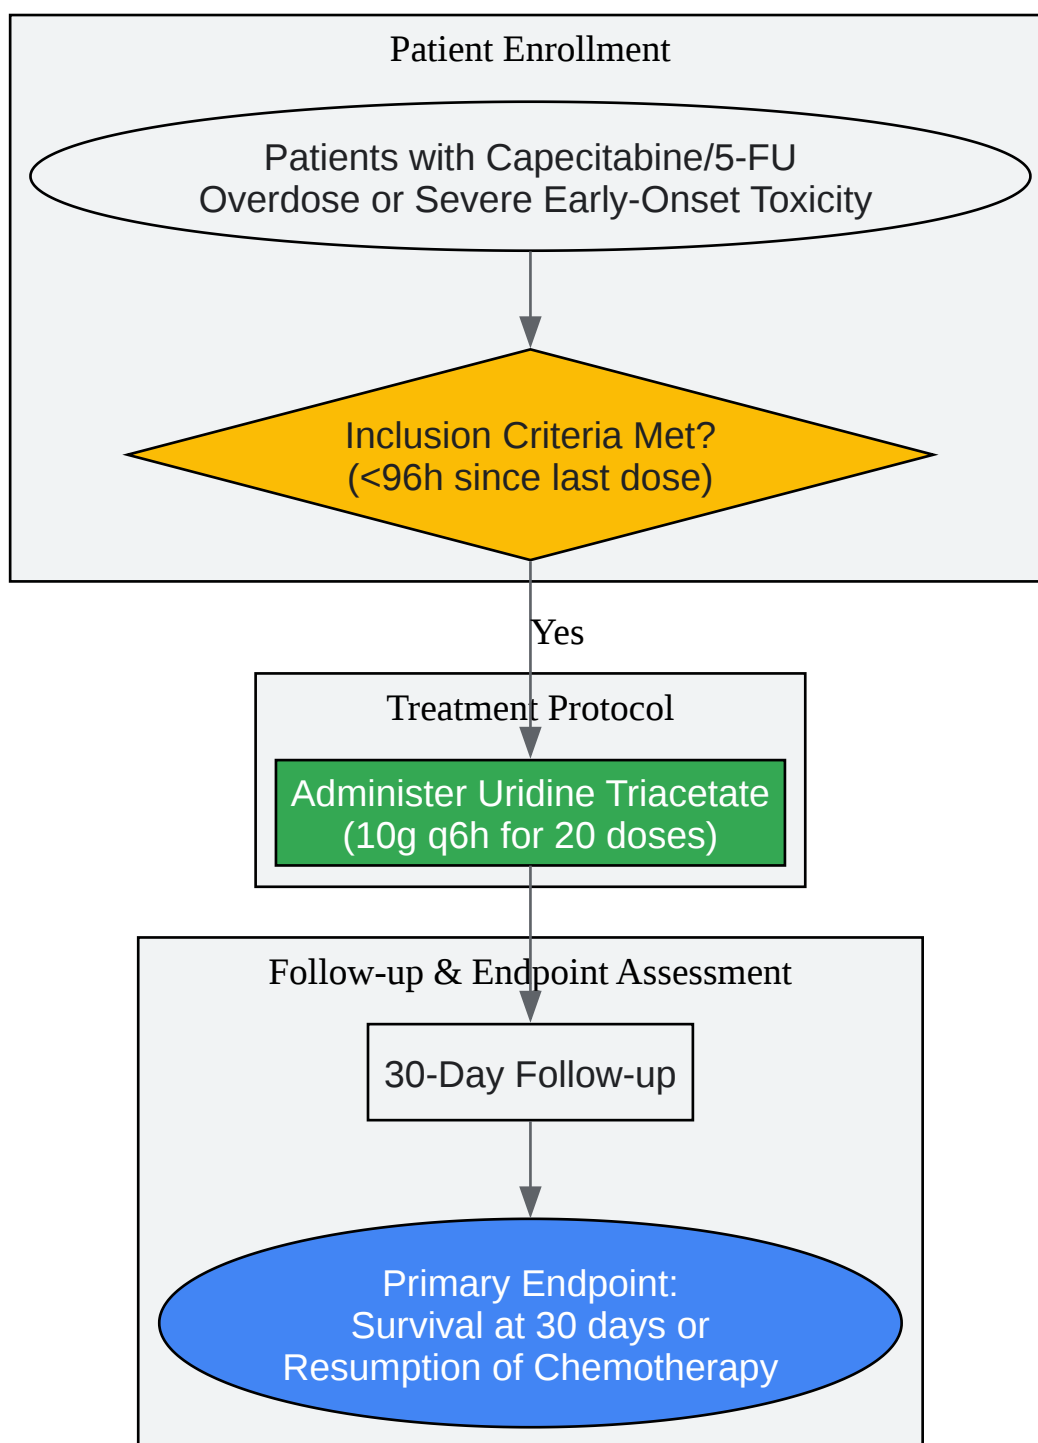 Patient Enrollment
Patients with Capecitabine/5-FU
Overdose or Severe Early-Onset Toxicity
Inclusion Criteria Met?
(<96h since last dose)
Yes
Treatment Protocol
Administer Uridine Triacetate
(10g q6h for 20 doses)
Follow-up & Endpoint Assessment
30-Day Follow-up
Primary Endpoint:
Survival at 30 days or
Resumption of Chemotherapy